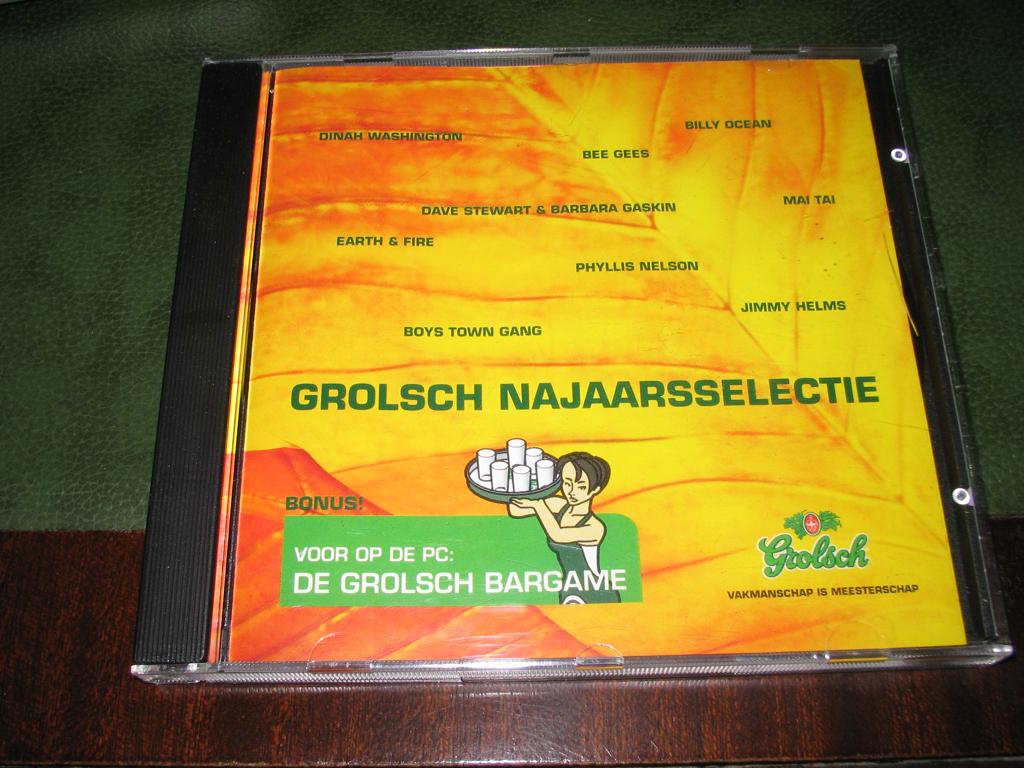 BILLY OCEAN
DINAH WASHINGTON
BEE GEES
MAI TAI
DAVE STEWART & BARBARA GASKIN
EARTH & FIRE
PHYLLIS NELSON
JIMMY HELMS
BOYS TOWN GANG
GROLSCH NAJAARSSELECTIE
BONUS!
VOOR OP DE PC:
DE GROLSCH BARGAME
Grolsch
VAKMANSCHAP IS MEESTERSCHAP